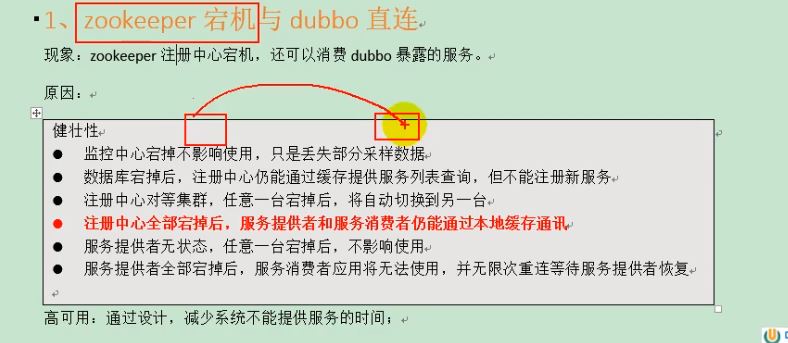 1、zookeeper 宕机与 dubbo 直连
现象：zookeeper 注册中心宕机，还可以消费 dubbo 暴露的服务。
原因：
健壮性
● 监控中心宕掉不影响使用，只是丢失部分采样数据
● 数据库宕掉后，注册中心仍能通过缓存提供服务列表查询，但不能注册新服务
● 注册中心对等集群，任意一台宕掉后，将自动切换到另一台
● 注册中心全部宕掉后，服务提供者和服务消费者仍能通过本地缓存通讯
● 服务提供者无状态，任意一台宕掉后，不影响使用
● 服务提供者全部宕掉后，服务消费者应用将无法使用，并无限次重连等待服务提供者恢复
高可用：通过设计，减少系统不能提供服务的时间；